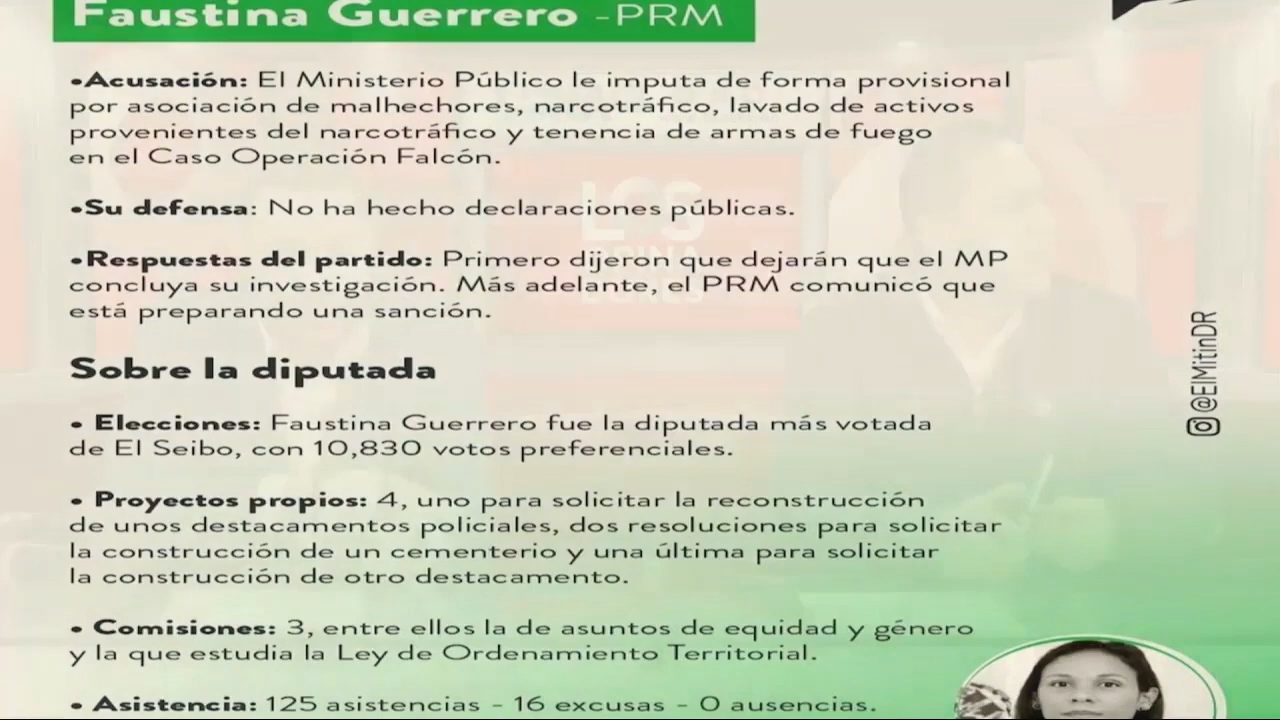 Faustina Guerrero -PRM
•Acusación: El Ministerio Público le imputa de forma provisional
por asociación de malhechores, narcotráfico, lavado de activos
provenientes del narcotráfico y tenencia de armas de fuego
en el Caso Operación Falcón.
•Su defensa: No ha hecho declaraciones públicas.
•Respuestas del partido: Primero dijeron que dejarán que el MP
concluya su investigación. Más adelante, el PRM comunicó que
está preparando una sanción.
Sobre la diputada
• Elecciones: Faustina Guerrero fue la diputada más votada
de El Seibo, con 10,830 votos preferenciales.
• Proyectos propios: 4, uno para solicitar la reconstrucción
de unos destacamentos policiales, dos resoluciones para solicitar
la construcción de un cementerio y una última para solicitar
la construcción de otro destacamento.
• Comisiones: 3, entre ellos la de asuntos de equidad y género
y la que estudia la Ley de Ordenamiento Territorial.
• Asistencia: 125 asistencias - 16 excusas - 0 ausencias.
@ElMitinDR
LOS